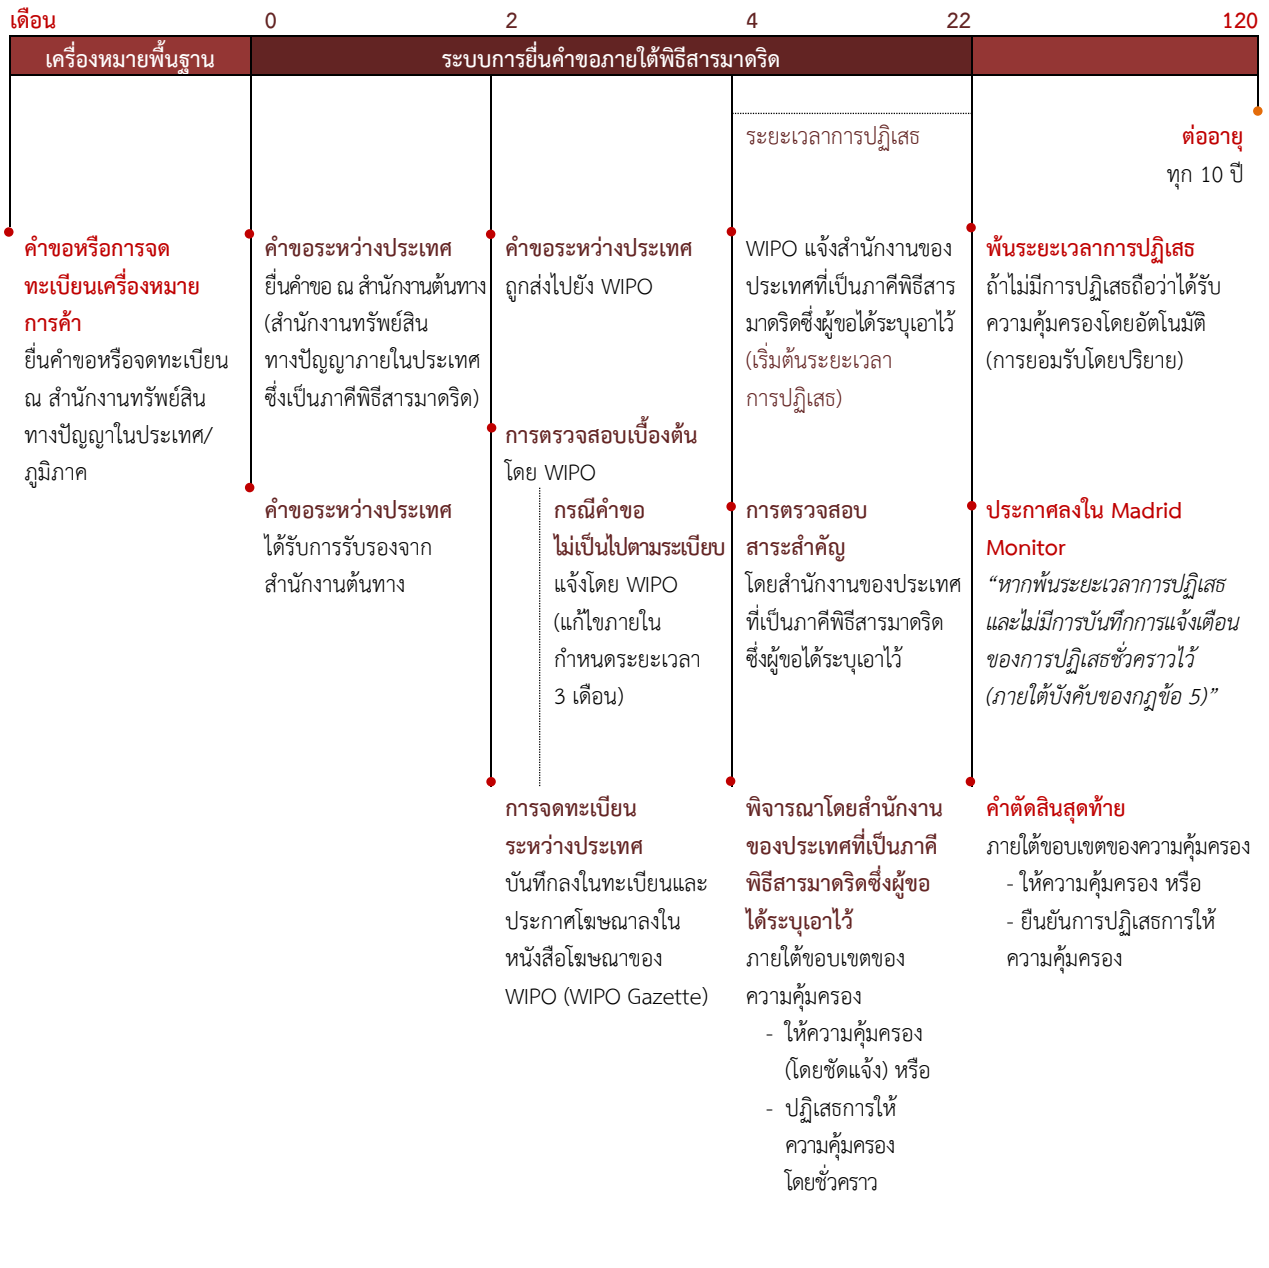 เดือน 0 2 4 22 120
เครื่องหมายพื้นฐาน
ระบบการยื่นคำขอภายใต้พิธีสารมาดริด
ระยะเวลาการปฏิเสธ
ต่ออายุ
ทุก 10 ปี
คำขอหรือการจด
ทะเบียนเครื่องหมาย
การค้า
ยื่นคำขอหรือจดทะเบียน
ณ สำนักงานทรัพย์สิน
ทางปัญญาในประเทศ/
ภูมิภาค
คำขอระหว่างประเทศ
ยื่นคำขอ ณ สำนักงานต้นทาง
(สำนักงานทรัพย์สิน
ทางปัญญาภายในประเทศ
ซึ่งเป็นภาคีพิธีสารมาดริด)
คำขอระหว่างประเทศ
ได้รับการรับรองจาก
สำนักงานต้นทาง
คำขอระหว่างประเทศ
ถูกส่งไปยัง WIPO
การตรวจสอบเบื้องต้น
โดย WIPO
กรณีคำขอ
ไม่เป็นไปตามระเบียบ
แจ้งโดย WIPO
(แก้ไขภายใน
กำหนดระยะเวลา
3 เดือน)
การจดทะเบียน
ระหว่างประเทศ
บันทึกลงในทะเบียนและ
ประกาศโฆษณาลงใน
หนังสือโฆษณาของ
WIPO (WIPO Gazette)
WIPO แจ้งสำนักงานของ
ประเทศที่เป็นภาคีพิธีสาร
มาดริดซึ่งผู้ขอได้ระบุเอาไว้
(เริ่มต้นระยะเวลา
การปฏิเสธ)
การตรวจสอบ
สาระสำคัญ
โดยสำนักงานของประเทศ
ที่เป็นภาคีพิธีสารมาดริด
ซึ่งผู้ขอได้ระบุเอาไว้
พิจารณาโดยสำนักงาน
ของประเทศที่เป็นภาคี
พิธีสารมาดริดซึ่งผู้ขอ
ได้ระบุเอาไว้
ภายใต้ขอบเขตของ
ความคุ้มครอง
- ให้ความคุ้มครอง
(โดยชัดแจ้ง) หรือ
- ปฏิเสธการให้
ความคุ้มครอง
โดยชั่วคราว
พ้นระยะเวลาการปฏิเสธ
ถ้าไม่มีการปฏิเสธถือว่าได้รับ
ความคุ้มครองโดยอัตโนมัติ
(การยอมรับโดยปริยาย)
ประกาศลงใน Madrid
Monitor
“หากพ้นระยะเวลาการปฏิเสธ
และไม่มีการบันทึกการแจ้งเตือน
ของการปฏิเสธชั่วคราวไว้
(ภายใต้บังคับของกฎข้อ 5)”
คำตัดสินสุดท้าย
ภายใต้ขอบเขตของความคุ้มครอง
- ให้ความคุ้มครอง หรือ
- ยืนยันการปฏิเสธการให้
ความคุ้มครอง